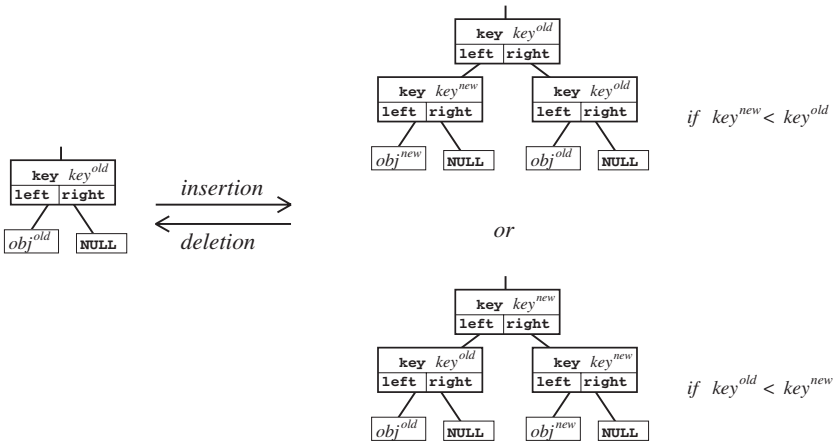 key key^old
left right
key key^new
left right
key key^old
left right
obj^new
NULL
obj^old
NULL
if key^new < key^old
key key^old
left right
obj^old
NULL
insertion
deletion
or
key key^new
left right
key key^old
left right
key key^new
left right
obj^old
NULL
obj^new
NULL
if key^old < key^new